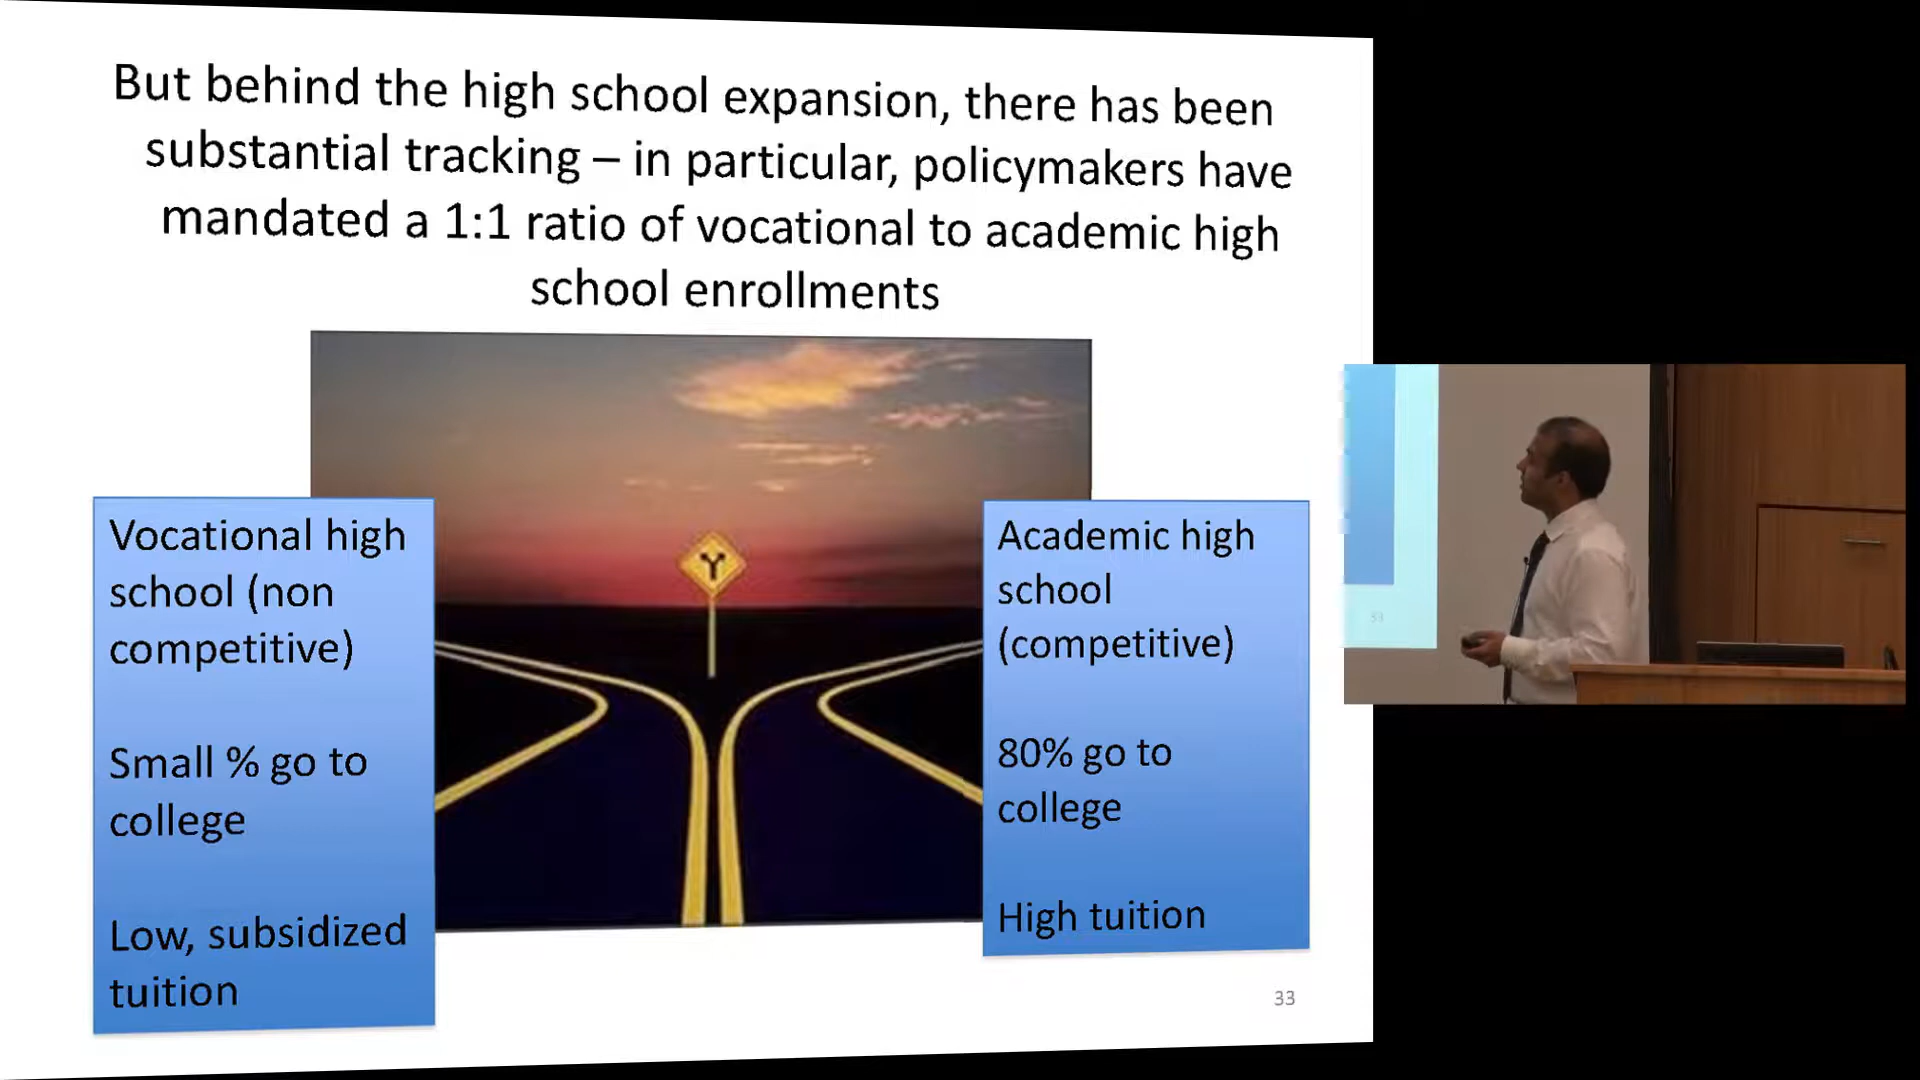 But behind the high school expansion, there has been
substantial tracking – in particular, policymakers have
mandated a 1:1 ratio of vocational to academic high
school enrollments
Vocational high
school (non
competitive)
Small % go to
college
Low, subsidized
tuition
Academic high
school
(competitive)
80% go to
college
High tuition
33
33